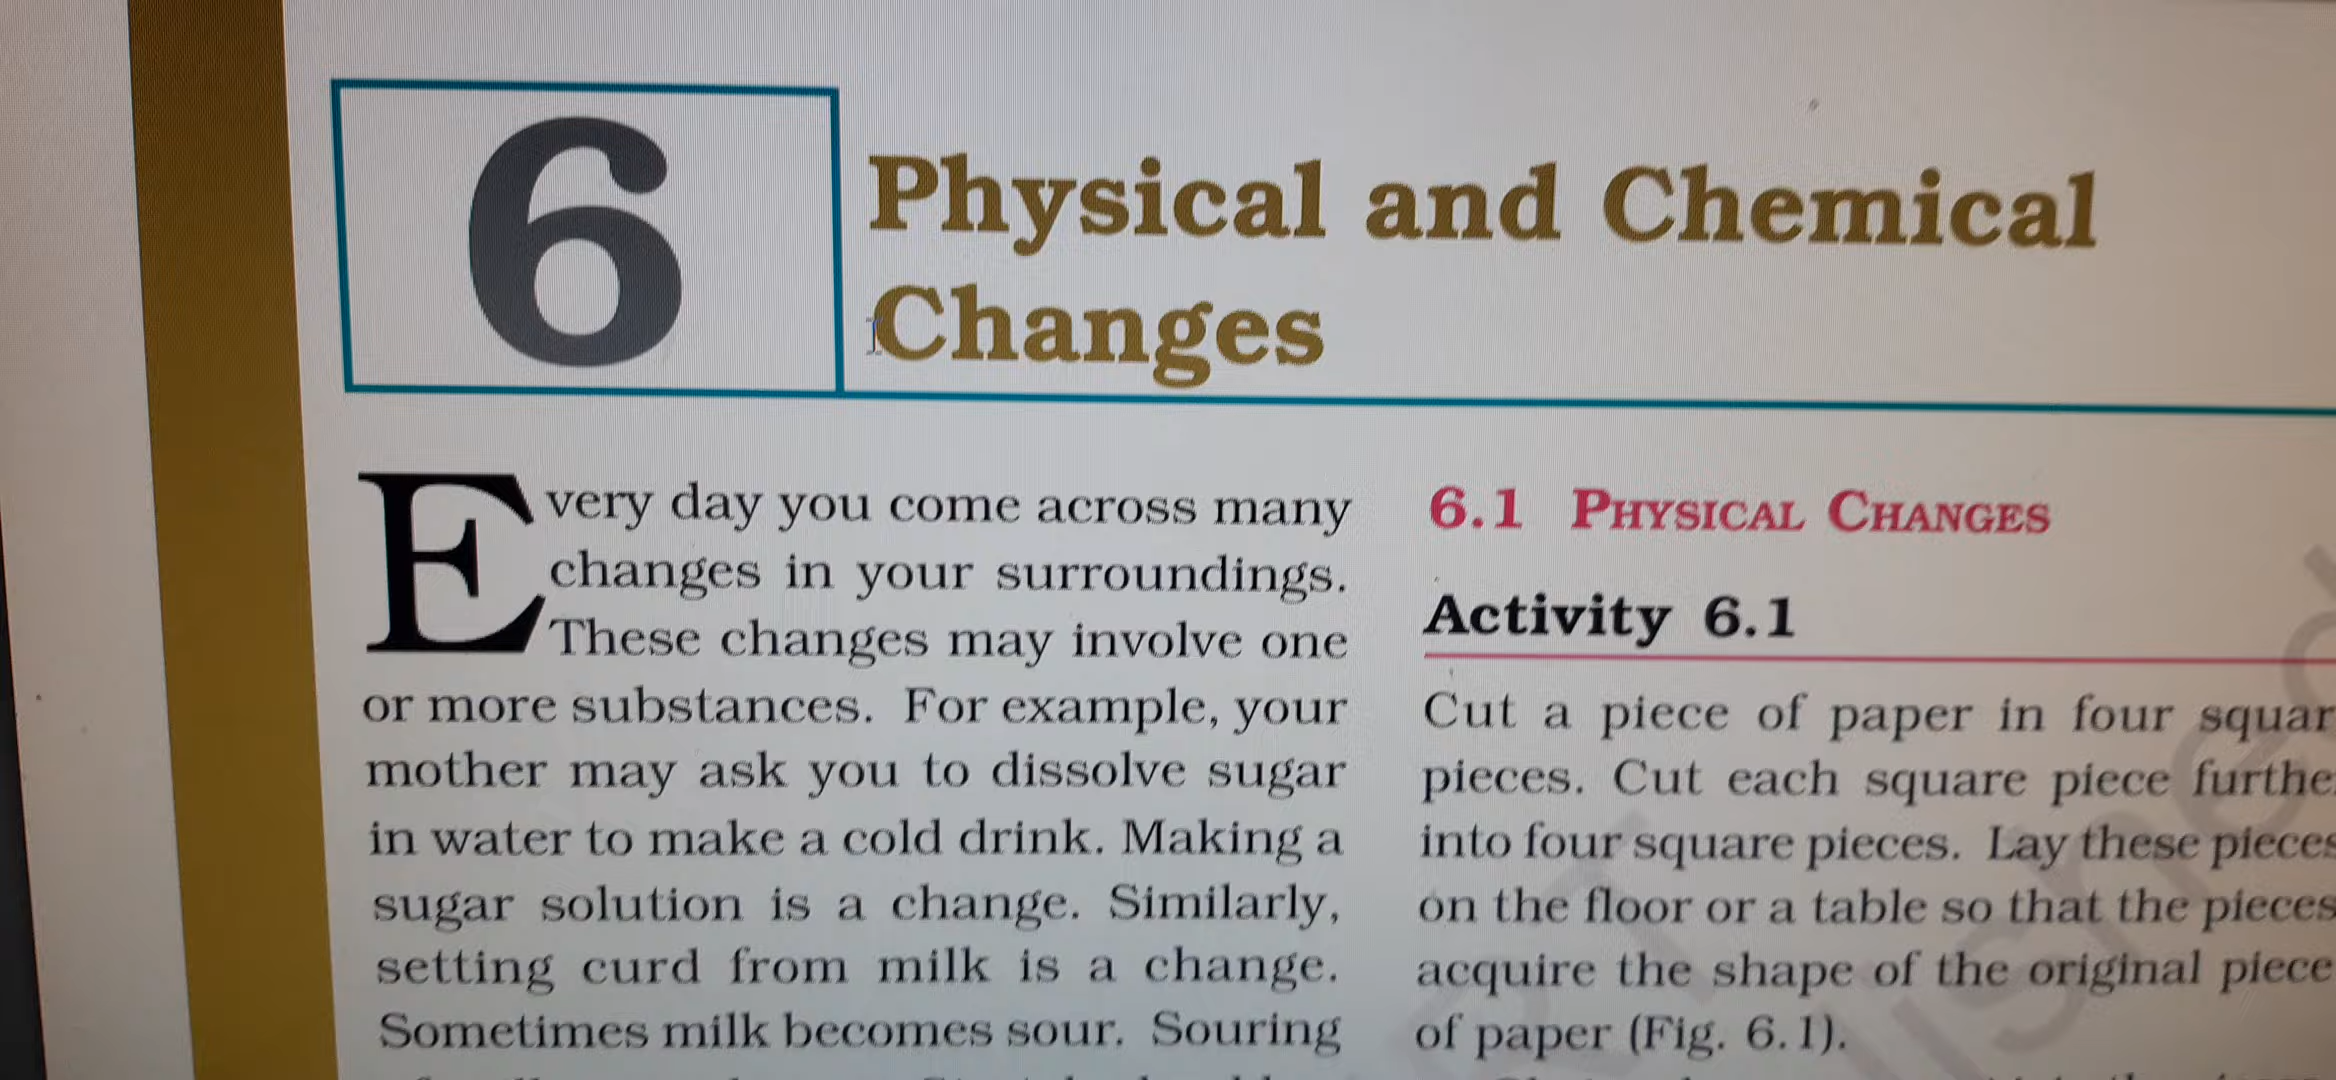 6
Physical and Chemical
Changes
Every day you come across many
changes in your surroundings.
These changes may involve one
or more substances. For example, your
mother may ask you to dissolve sugar
in water to make a cold drink. Making a
sugar solution is a change. Similarly,
setting curd from milk is a change.
Sometimes milk becomes sour. Souring
6.1 PHYSICAL CHANGES
Activity 6.1
Cut a piece of paper in four squar
pieces. Cut each square piece furthe
into four square pieces. Lay these pieces
on the floor or a table so that the pieces
acquire the shape of the original piece
of paper (Fig. 6.1).